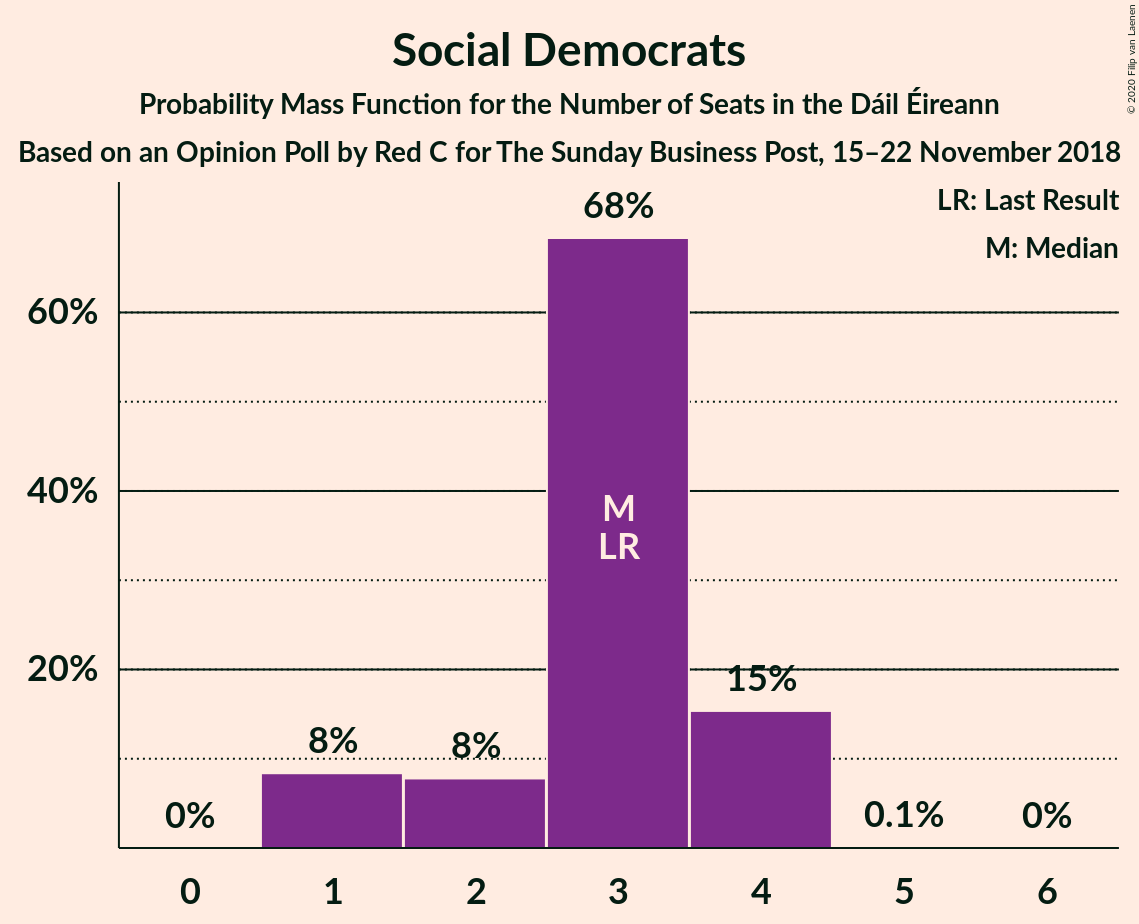 Social Democrats
Probability Mass Function for the Number of Seats in the Dáil Éireann
Based on an Opinion Poll by Red C for The Sunday Business Post, 15–22 November 2018
© 2020 Filip van Laenen
LR: Last Result
M: Median
60%
40%
20%
0%
8%
8%
68%
M
LR
15%
0.1%
0%
0
1
2
3
4
5
6